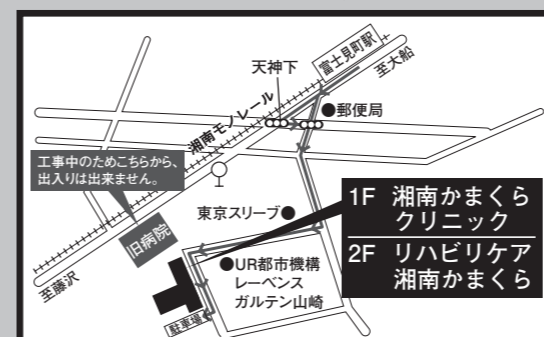 富士見町駅
至大船
天神下
●郵便局
湘南モノレール
工事中のためこちらから、
出入りは出来ません。
旧病院
東京スリーブ●
1F 湘南かまくら
クリニック
2F リハビリケア
湘南かまくら
●UR都市機構
レーベンス
ガルテン山崎
至藤沢
駐車場